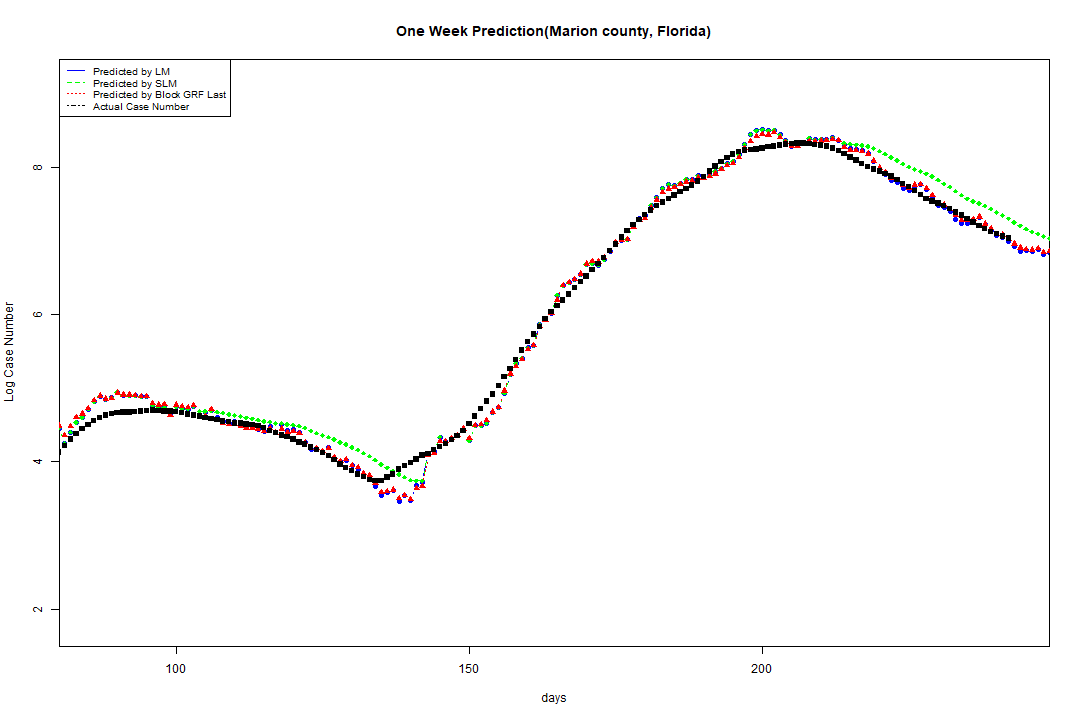 One Week Prediction(Marion county, Florida)
Predicted by LM
Predicted by SLM
Predicted by Block GRF Last
Actual Case Number
8
6
4
2
Log Case Number
100 150 200
days